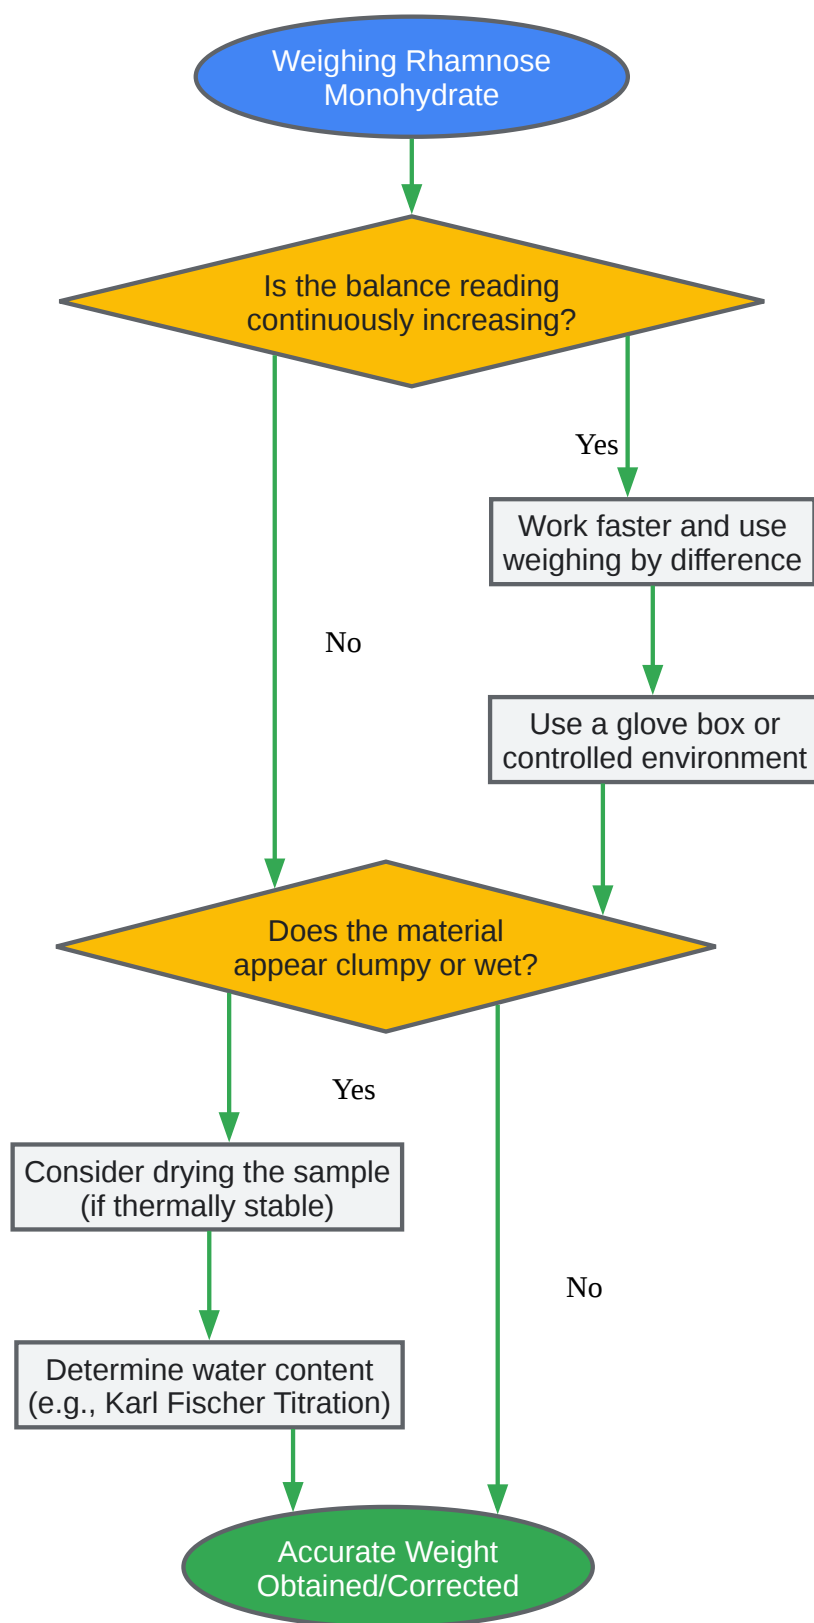 Weighing Rhamnose
Monohydrate
Is the balance reading
continuously increasing?
Yes
Work faster and use
weighing by difference
No
Use a glove box or
controlled environment
Does the material
appear clumpy or wet?
Yes
Consider drying the sample
(if thermally stable)
No
Determine water content
(e.g., Karl Fischer Titration)
Accurate Weight
Obtained/Corrected